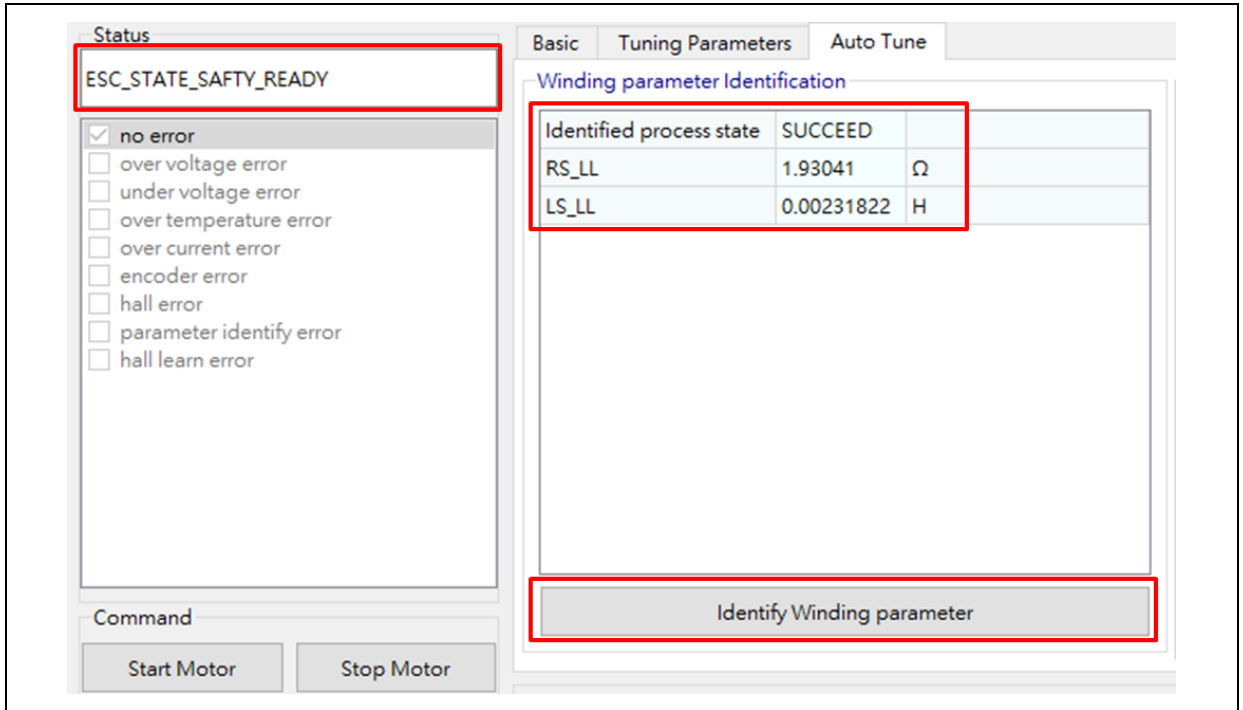 Status
ESC_STATE_SAFTY_READY
no error
over voltage error
under voltage error
over temperature error
over current error
encoder error
hall error
parameter identify error
hall learn error
Command
Start Motor Stop Motor
Basic Tuning Parameters Auto Tune
Winding parameter Identification
Identified process state SUCCEED
RS_LL 1.93041 Ω
LS_LL 0.00231822 H
Identify Winding parameter